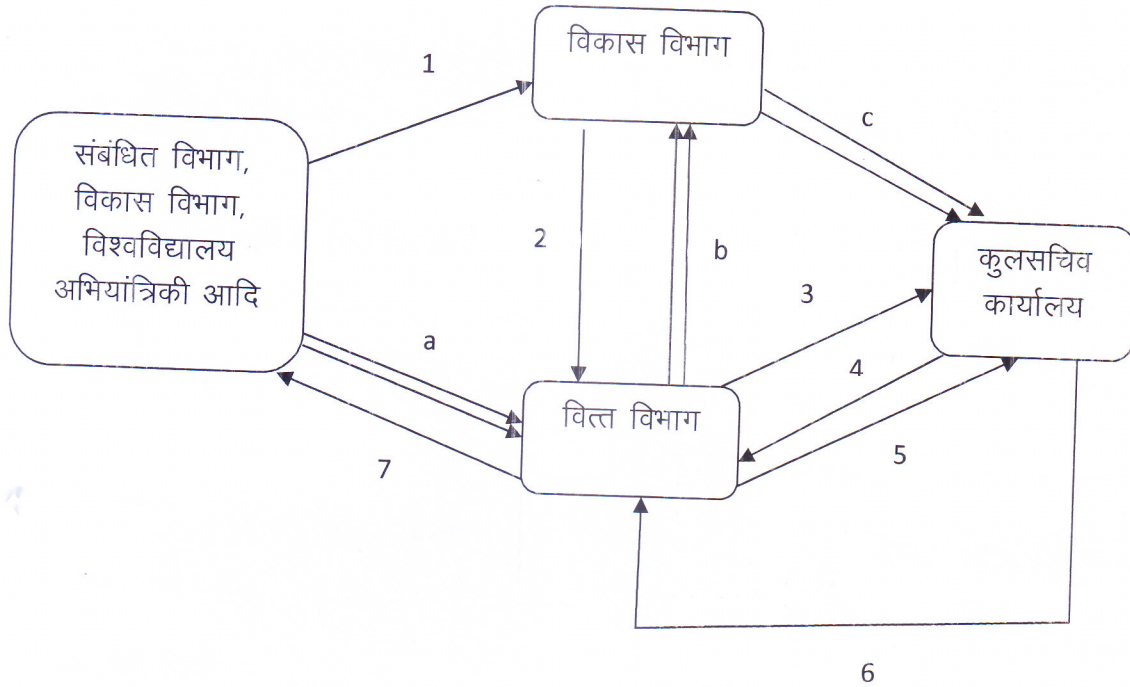 विकास विभाग
1
c
संबंधित विभाग,
विकास विभाग,
विश्वविद्यालय
अभियांत्रिकी आदि
2
b
कुलसचिव
कार्यालय
3
a
4
वित्त विभाग
5
7
6